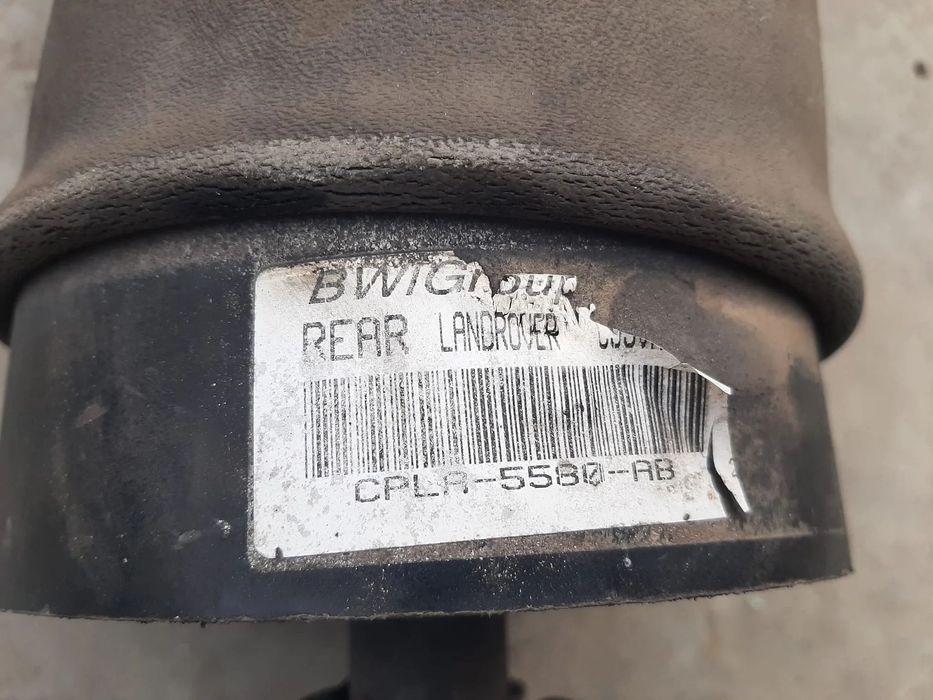 BWIGroup
REAR LANDROVER
CPLA-5580-AB